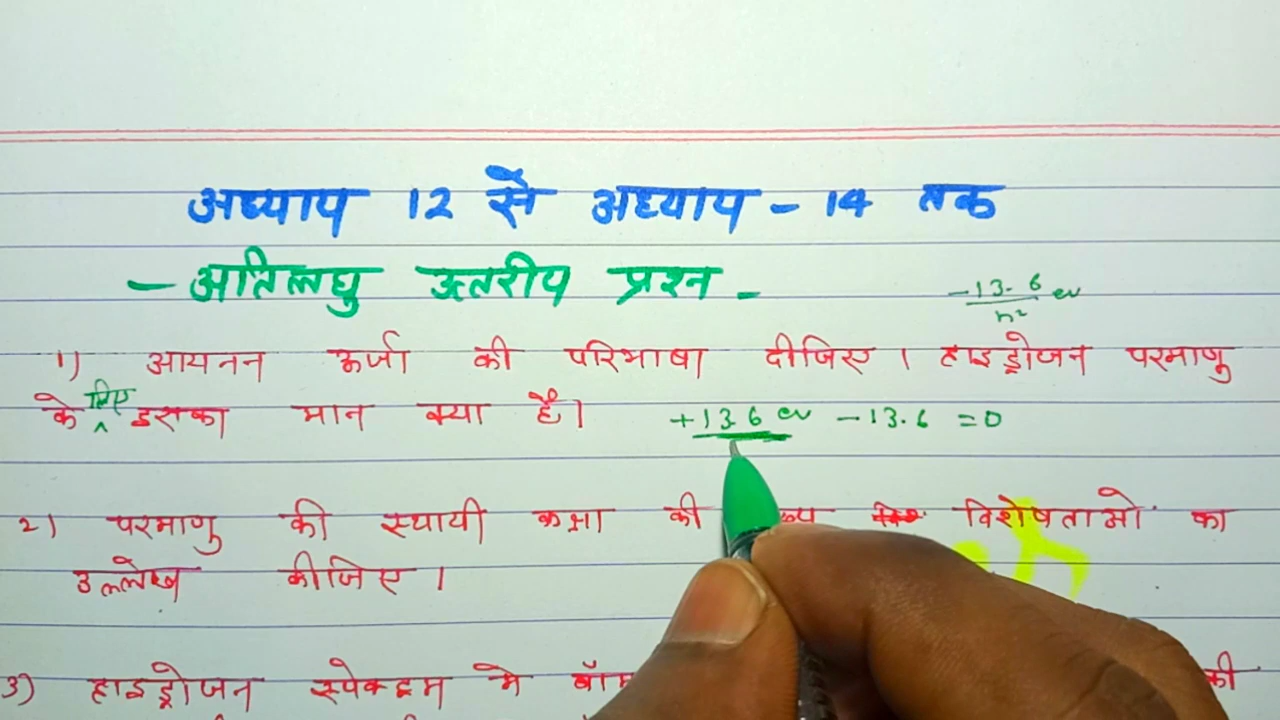 अध्याय 12 से अध्याय - 14 तक
- अतिलघु उत्तरीय प्रश्न -
-13.6 ev
n²
1) आयनन ऊर्जा की परिभाषा दीजिए। हाइड्रोजन परमाणु
के लिए इसका मान क्या है। +13.6 ev -13.6 =0
2) परमाणु की स्थायी कक्षा की विशेषताओं का
उल्लेख कीजिए।
3) हाइड्रोजन स्पेक्ट्रम मे की